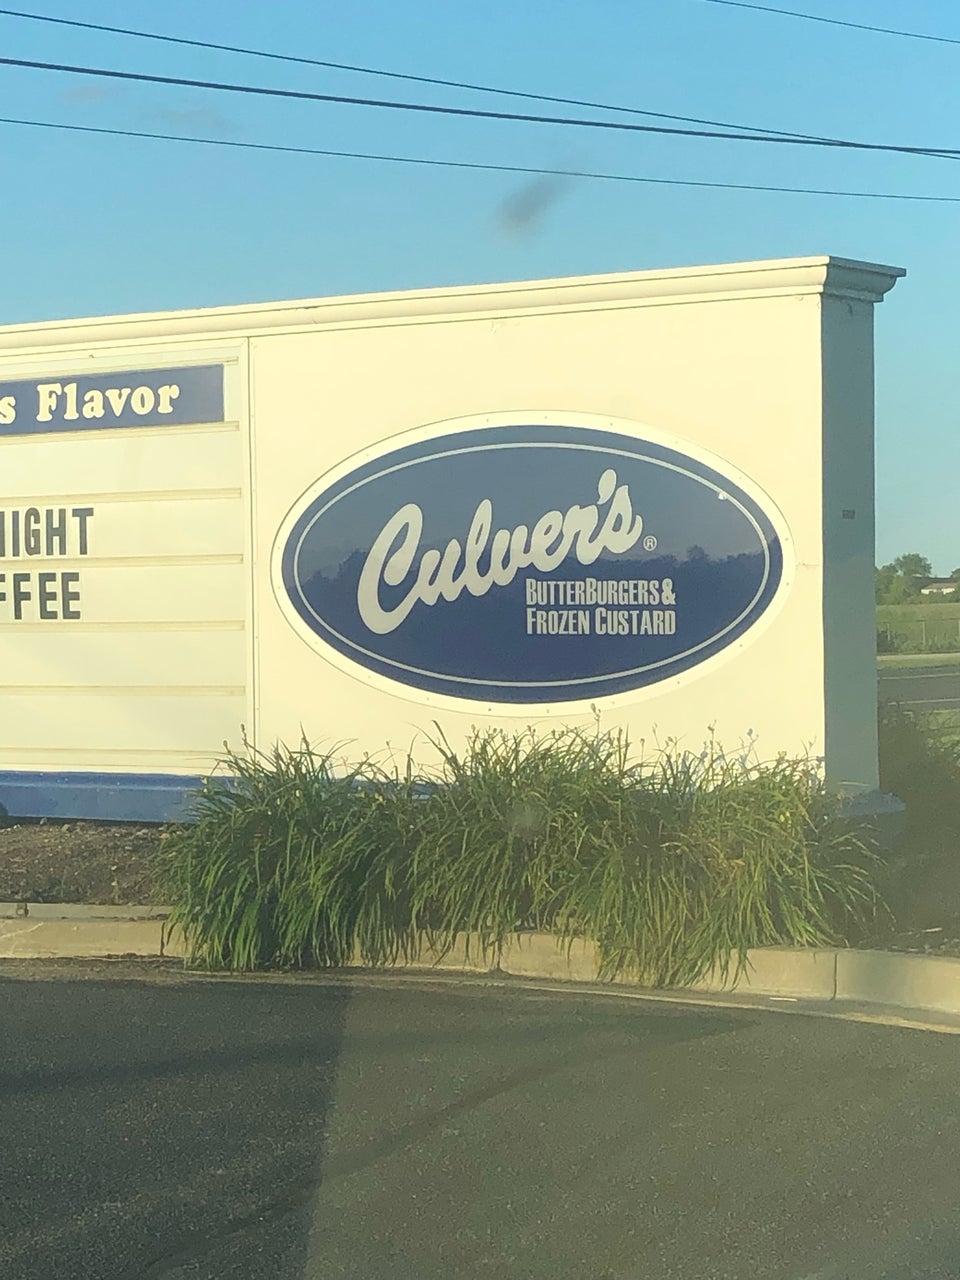 s Flavor
NIGHT
FFEE
Culver's®
ButterBurgers &
Frozen Custard